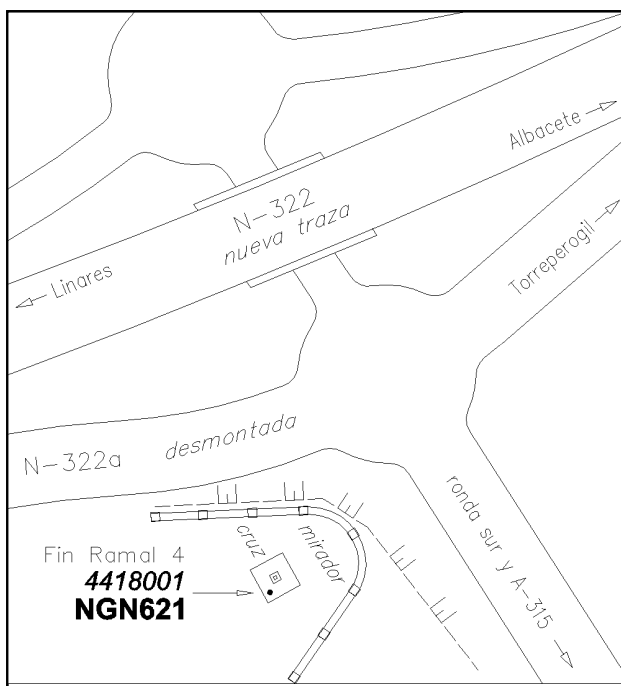 Albacete
N-322
nueva traza
Linares
Torreperogil
N-322a desmontada
ronda sur y A-315
cruz
mirador
Fin Ramal 4
4418001
NGN621